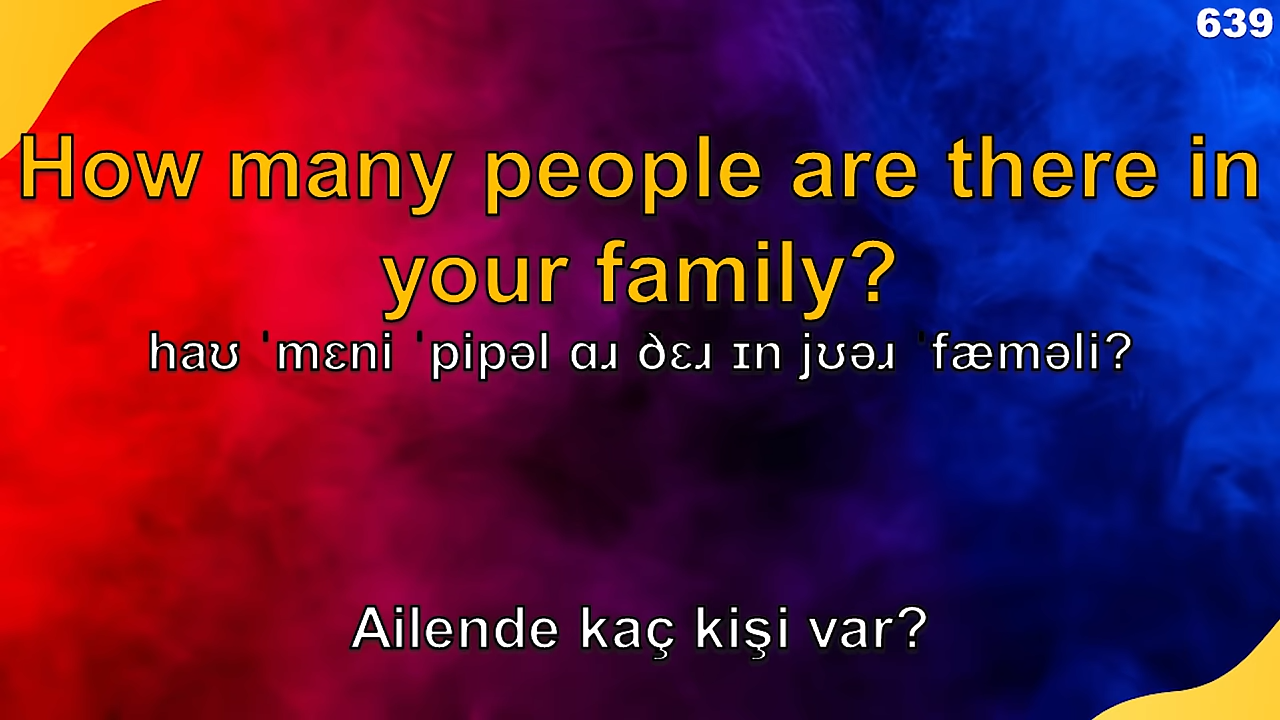 639
How many people are there in
your family?
haʊ ˈmɛni ˈpipəl ɑɹ ðɛɹ ɪn jʊəɹ ˈfæməli?
Ailende kaç kişi var?